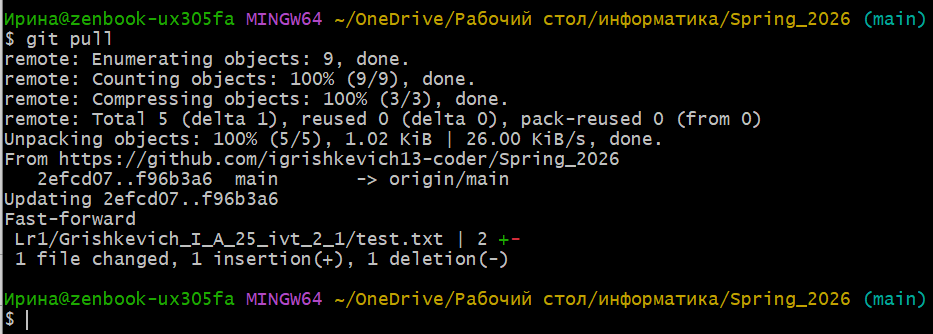 Ирина@zenbook-ux305fa MINGW64 ~/OneDrive/Рабочий стол/информатика/Spring_2026 (main)
$ git pull
remote: Enumerating objects: 9, done.
remote: Counting objects: 100% (9/9), done.
remote: Compressing objects: 100% (3/3), done.
remote: Total 5 (delta 1), reused 0 (delta 0), pack-reused 0 (from 0)
Unpacking objects: 100% (5/5), 1.02 KiB | 26.00 KiB/s, done.
From https://github.com/igrishkevich13-coder/Spring_2026
   2efcd07..f96b3a6  main       -> origin/main
Updating 2efcd07..f96b3a6
Fast-forward
 Lr1/Grishkevich_I_A_25_ivt_2_1/test.txt | 2 +-
 1 file changed, 1 insertion(+), 1 deletion(-)
Ирина@zenbook-ux305fa MINGW64 ~/OneDrive/Рабочий стол/информатика/Spring_2026 (main)
$